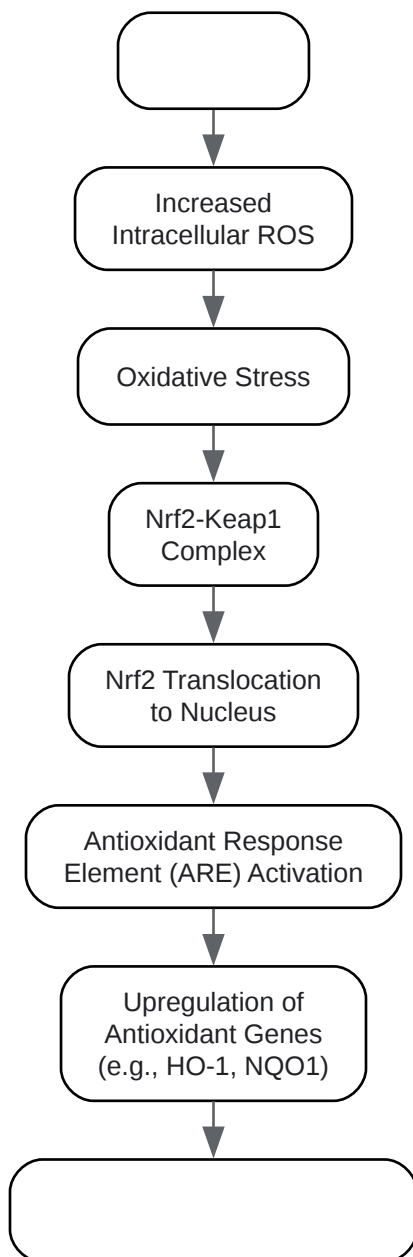 Increased
Intracellular ROS
Oxidative Stress
Nrf2-Keap1
Complex
Nrf2 Translocation
to Nucleus
Antioxidant Response
Element (ARE) Activation
Upregulation of
Antioxidant Genes
(e.g., HO-1, NQO1)